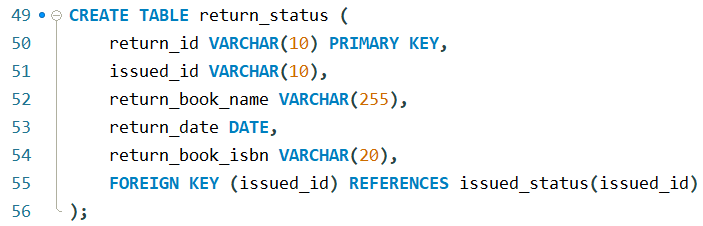 49 CREATE TABLE return_status (
50 return_id VARCHAR(10) PRIMARY KEY,
51 issued_id VARCHAR(10),
52 return_book_name VARCHAR(255),
53 return_date DATE,
54 return_book_isbn VARCHAR(20),
55 FOREIGN KEY (issued_id) REFERENCES issued_status(issued_id)
56 );